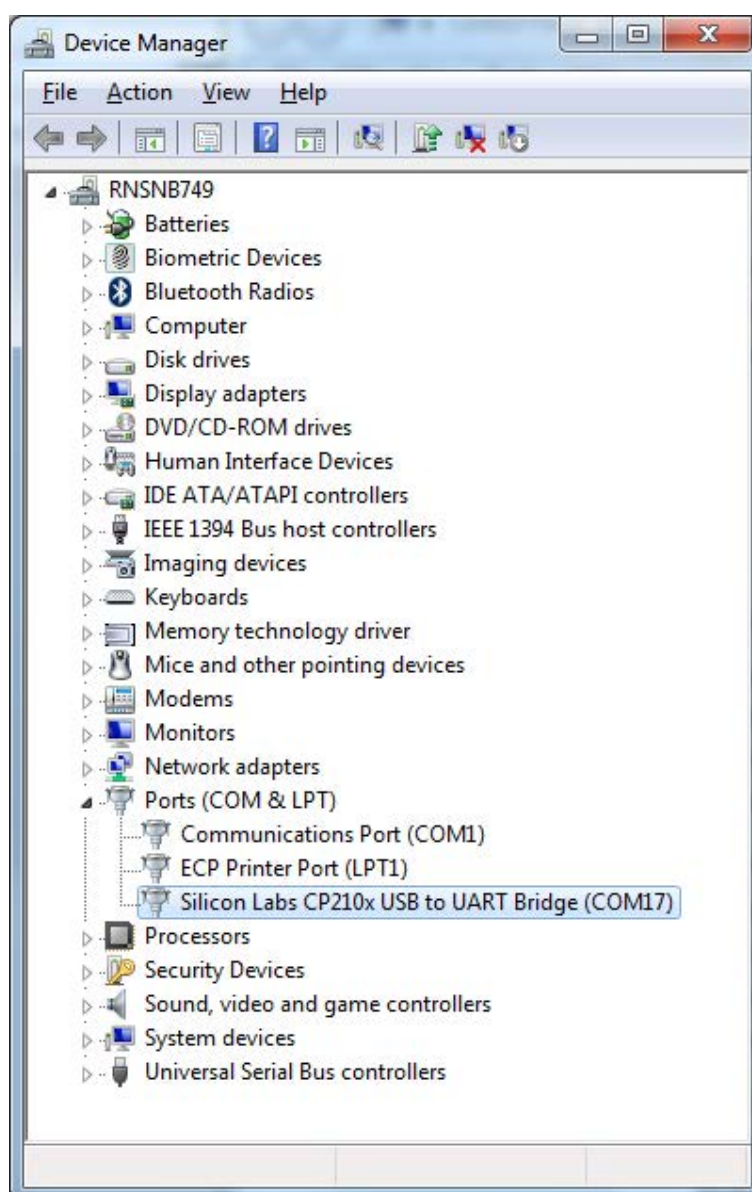 Device Manager
File Action View Help
RNSNB749
Batteries
Biometric Devices
Bluetooth Radios
Computer
Disk drives
Display adapters
DVD/CD-ROM drives
Human Interface Devices
IDE ATA/ATAPI controllers
IEEE 1394 Bus host controllers
Imaging devices
Keyboards
Memory technology driver
Mice and other pointing devices
Modems
Monitors
Network adapters
Ports (COM & LPT)
Communications Port (COM1)
ECP Printer Port (LPT1)
Silicon Labs CP210x USB to UART Bridge (COM17)
Processors
Security Devices
Sound, video and game controllers
System devices
Universal Serial Bus controllers